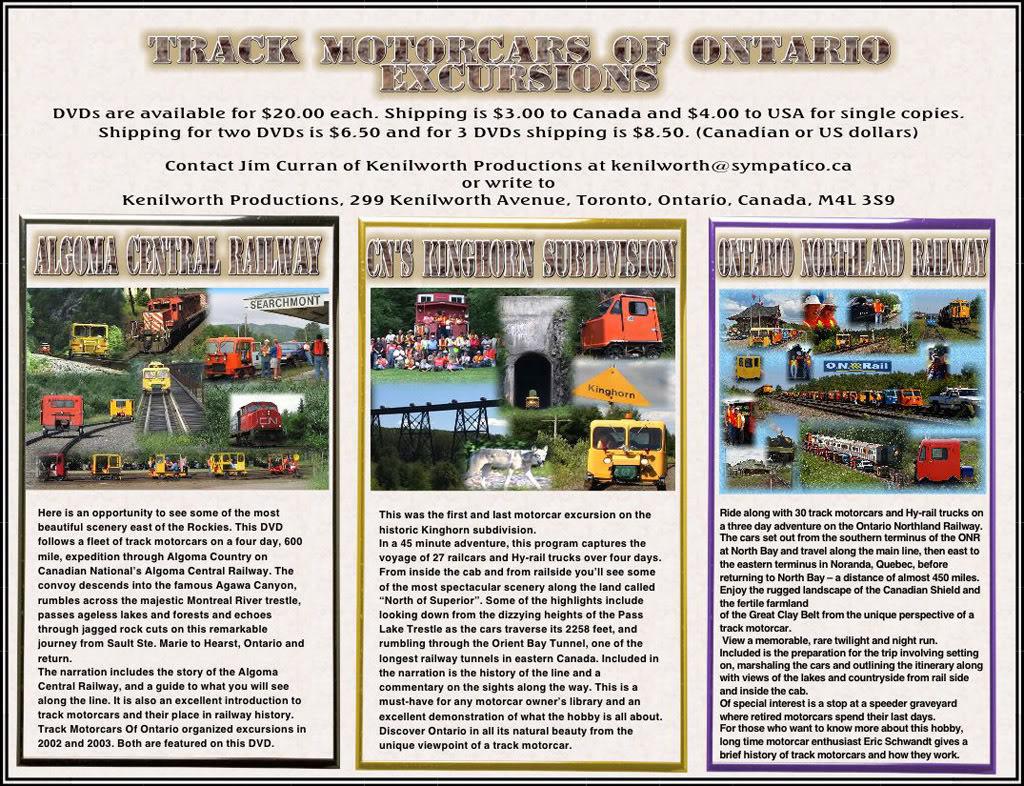 TRACK MOTORCARS OF ONTARIO
EXCURSIONS
DVDs are available for $20.00 each. Shipping is $3.00 to Canada and $4.00 to USA for single copies.
Shipping for two DVDs is $6.50 and for 3 DVDs shipping is $8.50. (Canadian or US dollars)
Contact Jim Curran of Kenilworth Productions at kenilworth@sympatico.ca
or write to
Kenilworth Productions, 299 Kenilworth Avenue, Toronto, Ontario, Canada, M4L 3S9
ALGOMA CENTRAL RAILWAY
SEARCHMONT
CN
Here is an opportunity to see some of the most
beautiful scenery east of the Rockies. This DVD
follows a fleet of track motorcars on a four day, 600
mile, expedition through Algoma Country on
Canadian National's Algoma Central Railway. The
convoy descends into the famous Agawa Canyon,
rumbles across the majestic Montreal River trestle,
passes ageless lakes and forests and echoes
through jagged rock cuts on this remarkable
journey from Sault Ste. Marie to Hearst, Ontario and
return.
The narration includes the story of the Algoma
Central Railway, and a guide to what you will see
along the line. It is also an excellent introduction to
track motorcars and their place in railway history.
Track Motorcars Of Ontario organized excursions in
2002 and 2003. Both are featured on this DVD.
CN'S KINGHORN SUBDIVISION
Kinghorn
This was the first and last motorcar excursion on the
historic Kinghorn subdivision.
In a 45 minute adventure, this program captures the
voyage of 27 railcars and Hy-rail trucks over four days.
From inside the cab and from railside you'll see some
of the most spectacular scenery along the land called
"North of Superior". Some of the highlights include
looking down from the dizzying heights of the Pass
Lake Trestle as the cars traverse its 2258 feet, and
rumbling through the Orient Bay Tunnel, one of the
longest railway tunnels in eastern Canada. Included in
the narration is the history of the line and a
commentary on the sights along the way. This is a
must-have for any motorcar owner's library and an
excellent demonstration of what the hobby is all about.
Discover Ontario in all its natural beauty from the
unique viewpoint of a track motorcar.
ONTARIO NORTHLAND RAILWAY
O.N.Rail
Ride along with 30 track motorcars and Hy-rail trucks on
a three day adventure on the Ontario Northland Railway.
The cars set out from the southern terminus of the ONR
at North Bay and travel along the main line, then east to
the eastern terminus in Noranda, Quebec, before
returning to North Bay – a distance of almost 450 miles.
Enjoy the rugged landscape of the Canadian Shield and
the fertile farmland
of the Great Clay Belt from the unique perspective of a
track motorcar.
View a memorable, rare twilight and night run.
Included is the preparation for the trip involving setting
on, marshaling the cars and outlining the itinerary along
with views of the lakes and countryside from rail side
and inside the cab.
Of special interest is a stop at a speeder graveyard
where retired motorcars spend their last days.
For those who want to know more about this hobby,
long time motorcar enthusiast Eric Schwandt gives a
brief history of track motorcars and how they work.